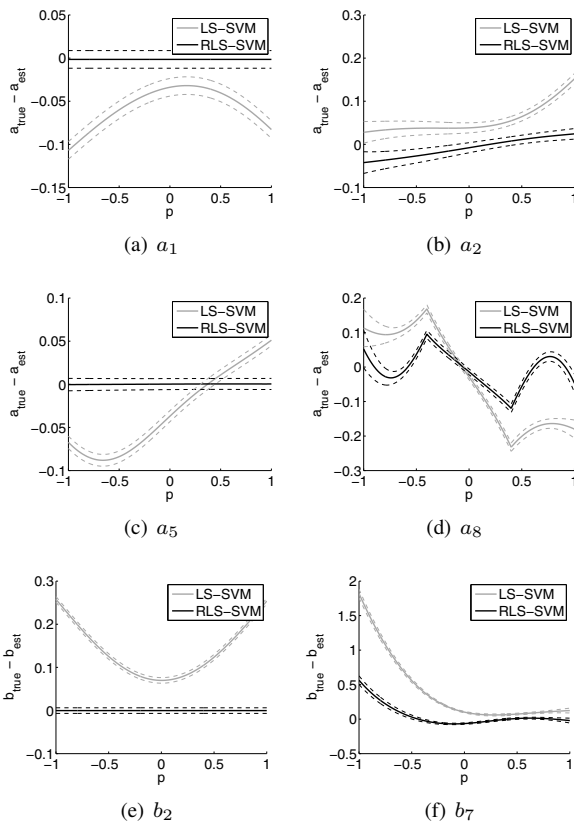 0.05
0
−0.05
−0.1
−0.15
−1
−0.5
0
0.5
1
p
a_true − a_est
LS−SVM
RLS−SVM
(a) a_1
0.3
0.2
0.1
0
−0.1
−1
−0.5
0
0.5
1
p
a_true − a_est
LS−SVM
RLS−SVM
(b) a_2
0.1
0.05
0
−0.05
−0.1
−1
−0.5
0
0.5
1
p
a_true − a_est
LS−SVM
RLS−SVM
(c) a_5
0.2
0.1
0
−0.1
−0.2
−0.3
−1
−0.5
0
0.5
1
p
a_true − a_est
LS−SVM
RLS−SVM
(d) a_8
0.3
0.2
0.1
0
−0.1
−1
−0.5
0
0.5
1
p
b_true − b_est
LS−SVM
RLS−SVM
(e) b_2
2
1.5
1
0.5
0
−0.5
−1
−0.5
0
0.5
1
p
b_true − b_est
LS−SVM
RLS−SVM
(f) b_7